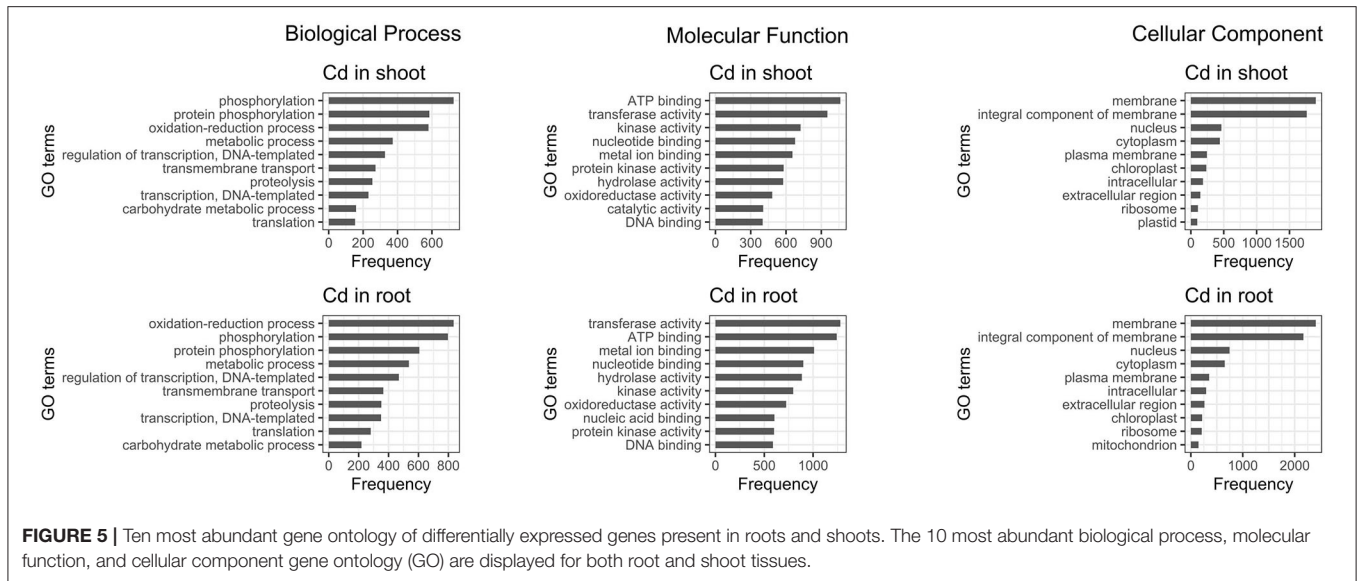 Biological Process
Molecular Function
Cellular Component
Cd in shoot
GO terms
phosphorylation
protein phosphorylation
oxidation-reduction process
metabolic process
regulation of transcription, DNA-templated
transmembrane transport
proteolysis
transcription, DNA-templated
carbohydrate metabolic process
translation
0 200 400 600
Frequency
Cd in shoot
GO terms
ATP binding
transferase activity
kinase activity
nucleotide binding
metal ion binding
protein kinase activity
hydrolase activity
oxidoreductase activity
catalytic activity
DNA binding
0 300 600 900
Frequency
Cd in shoot
GO terms
membrane
integral component of membrane
nucleus
cytoplasm
plasma membrane
chloroplast
intracellular
extracellular region
ribosome
plastid
0 500 1000 1500
Frequency
Cd in root
GO terms
oxidation-reduction process
phosphorylation
protein phosphorylation
metabolic process
regulation of transcription, DNA-templated
transmembrane transport
proteolysis
transcription, DNA-templated
translation
carbohydrate metabolic process
0 200 400 600 800
Frequency
Cd in root
GO terms
transferase activity
ATP binding
metal ion binding
nucleotide binding
hydrolase activity
kinase activity
oxidoreductase activity
nucleic acid binding
protein kinase activity
DNA binding
0 500 1000
Frequency
Cd in root
GO terms
membrane
integral component of membrane
nucleus
cytoplasm
plasma membrane
intracellular
extracellular region
chloroplast
ribosome
mitochondrion
0 1000 2000
Frequency
FIGURE 5 | Ten most abundant gene ontology of differentially expressed genes present in roots and shoots. The 10 most abundant biological process, molecular
function, and cellular component gene ontology (GO) are displayed for both root and shoot tissues.